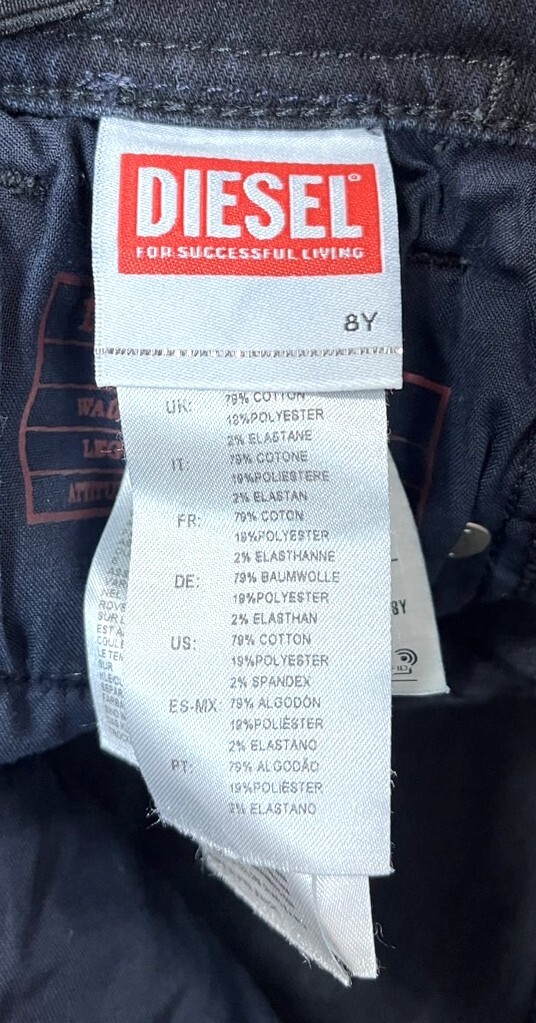 DIESEL®
FOR SUCCESSFUL LIVING
8Y
UK: 79% COTTON
19%POLYESTER
2% ELASTANE
IT: 79% COTONE
19%POLIESTERE
2% ELASTAN
FR: 79% COTON
19%POLYESTER
2% ELASTHANNE
DE: 79% BAUMWOLLE
19%POLYESTER
2% ELASTHAN
US: 79% COTTON
19%POLYESTER
2% SPANDEX
ES-MX: 79% ALGODÓN
19%POLIÉSTER
2% ELASTANO
PT: 79% ALGODÃO
19%POLIÉSTER
2% ELASTANO
8Y